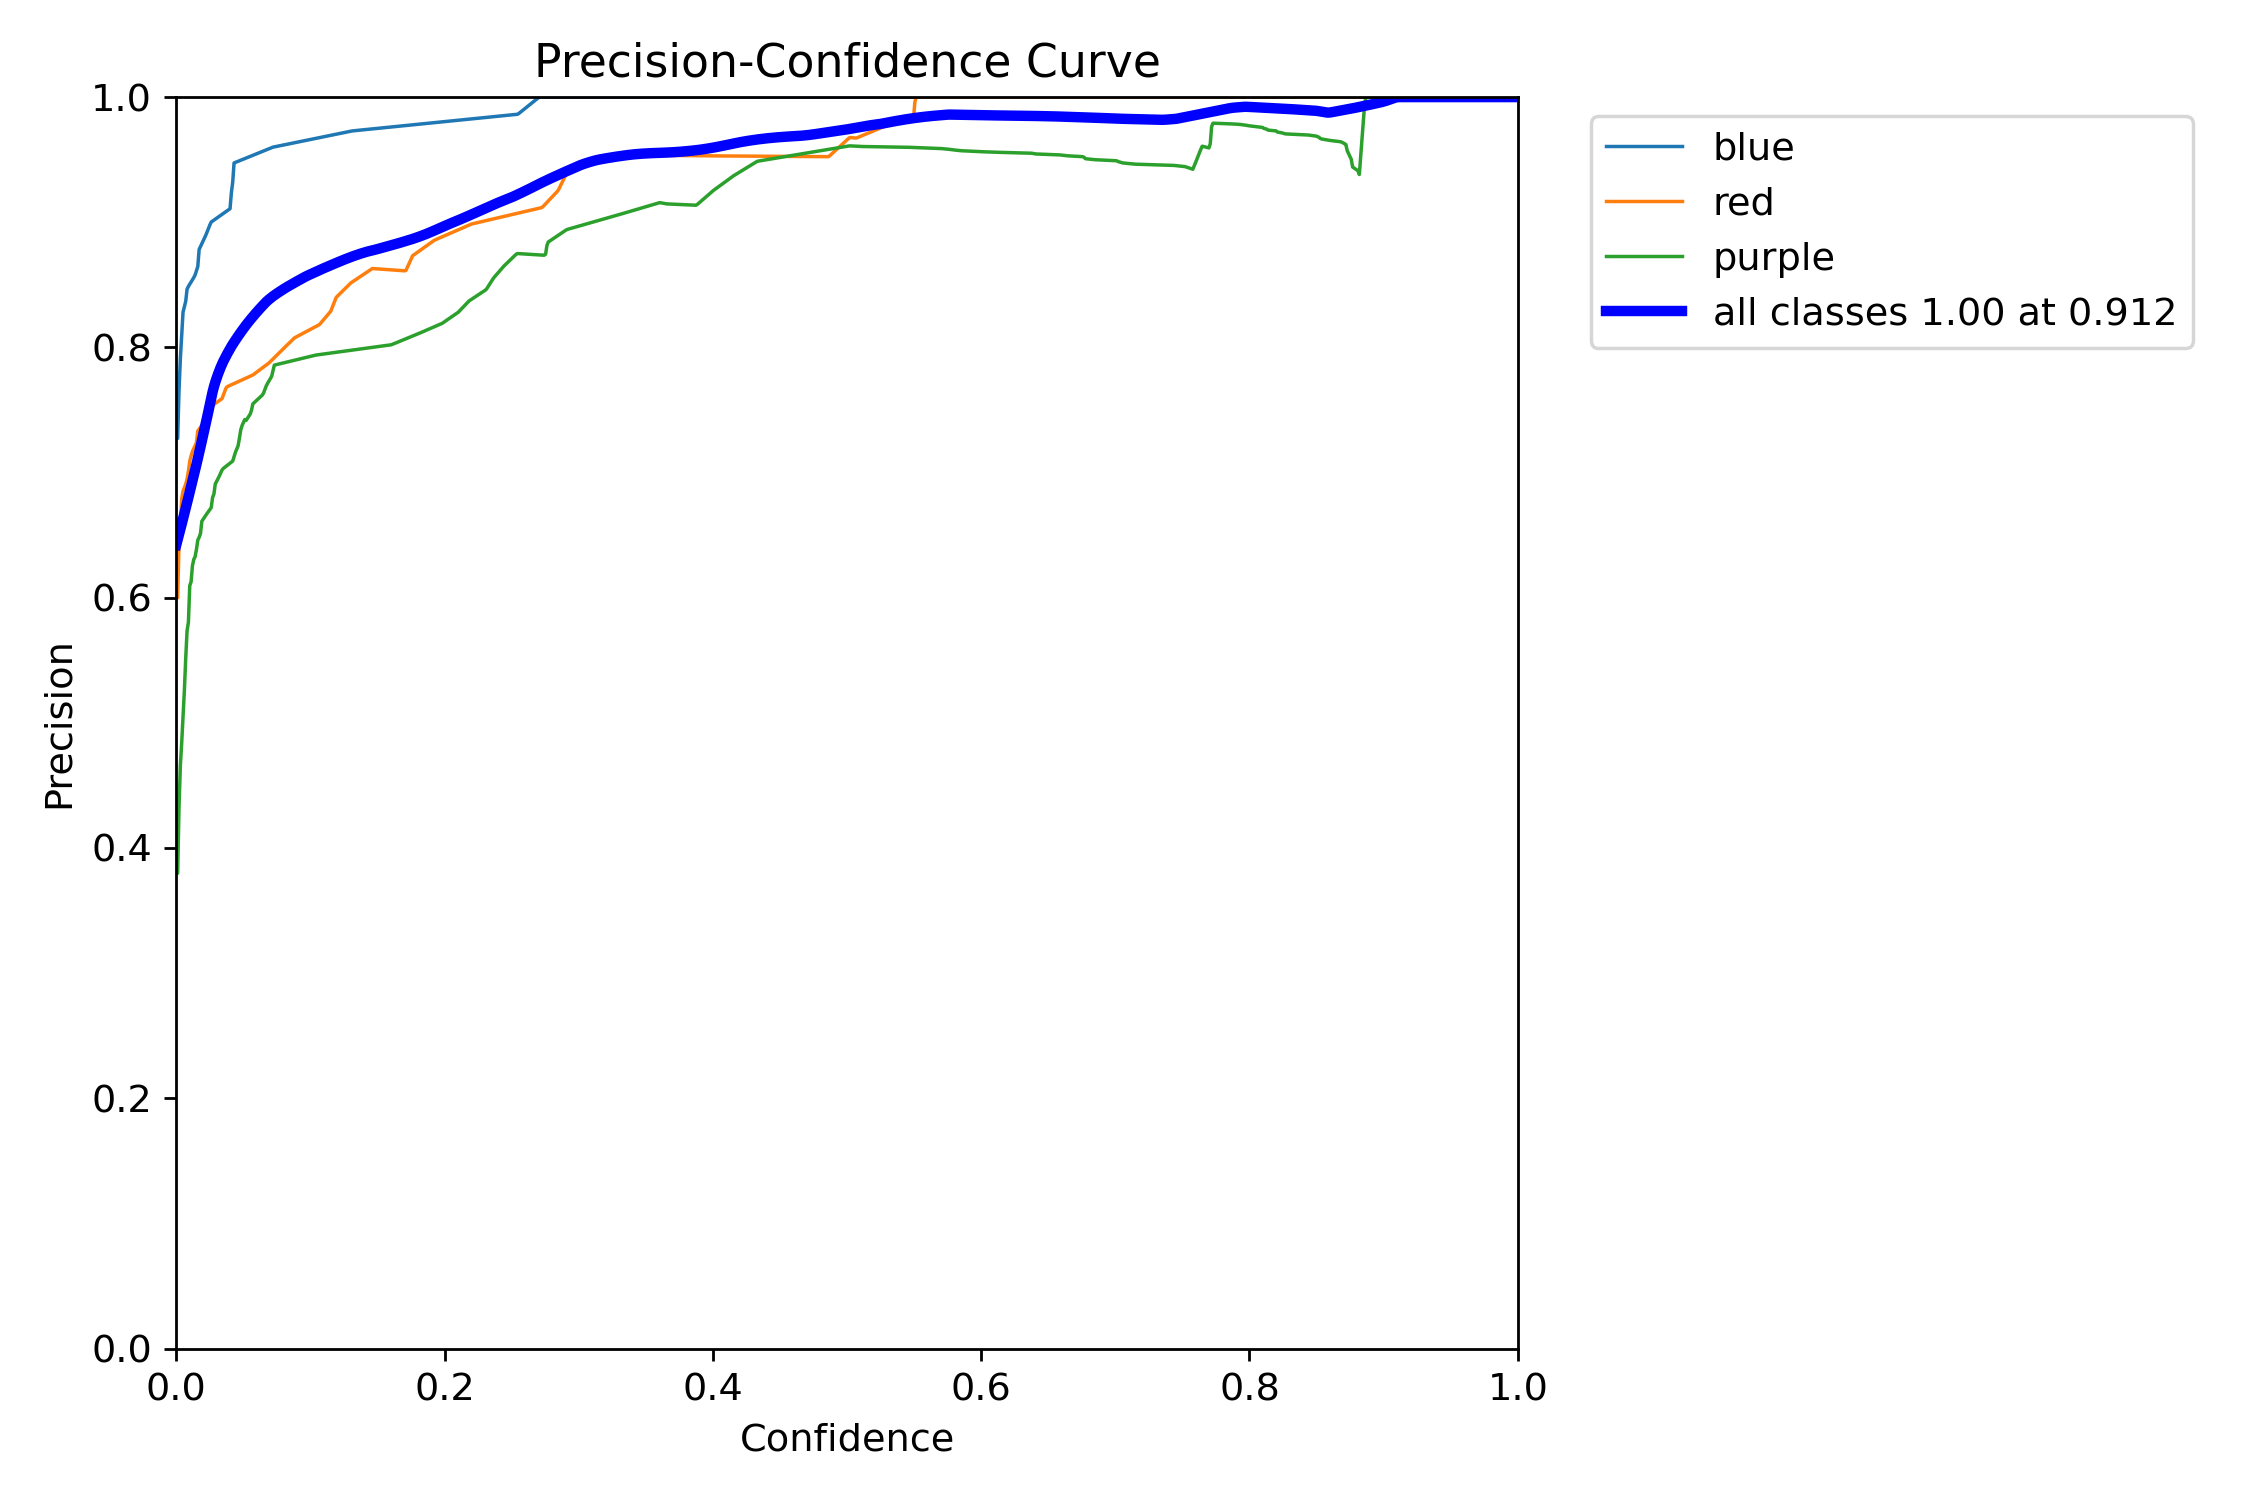 Precision-Confidence Curve
1.0
0.8
0.6
0.4
0.2
0.0
Precision
0.0 0.2 0.4 0.6 0.8 1.0
Confidence
blue
red
purple
all classes 1.00 at 0.912